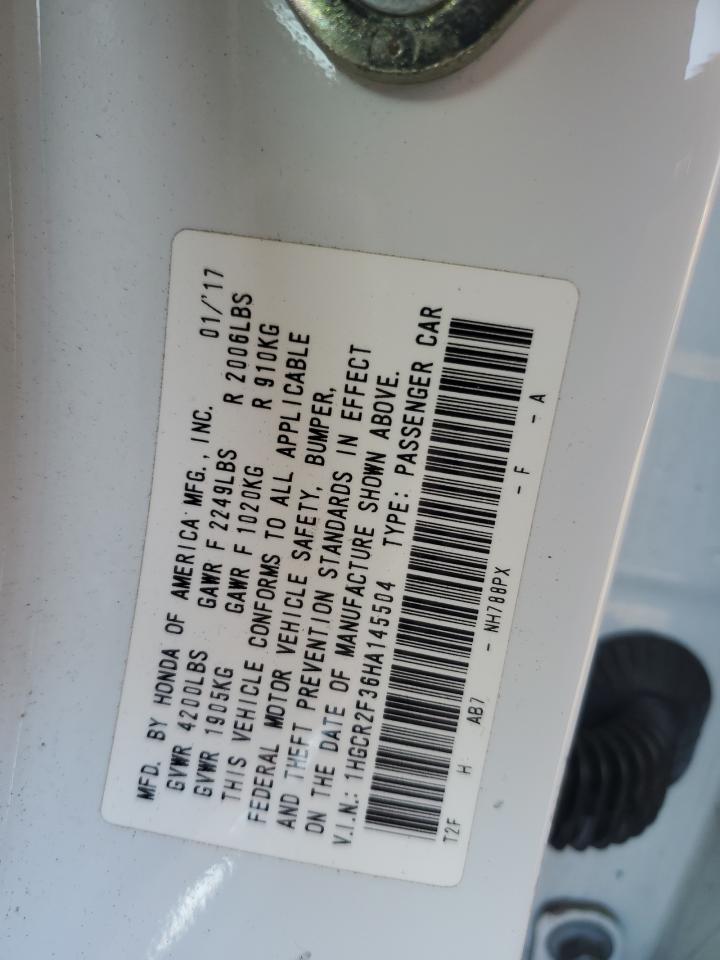 MFD. BY HONDA OF AMERICA MFG., INC. 01/'17
GVWR 4200LBS GAWR F 2249LBS R 2006LBS
GVWR 1905KG GAWR F 1020KG R 910KG
THIS VEHICLE CONFORMS TO ALL APPLICABLE
FEDERAL MOTOR VEHICLE SAFETY, BUMPER,
AND THEFT PREVENTION STANDARDS IN EFFECT
ON THE DATE OF MANUFACTURE SHOWN ABOVE.
V.I.N.: 1HGCR2F36HA145504 TYPE: PASSENGER CAR
T2F H AB7 - NH788PX - F - A